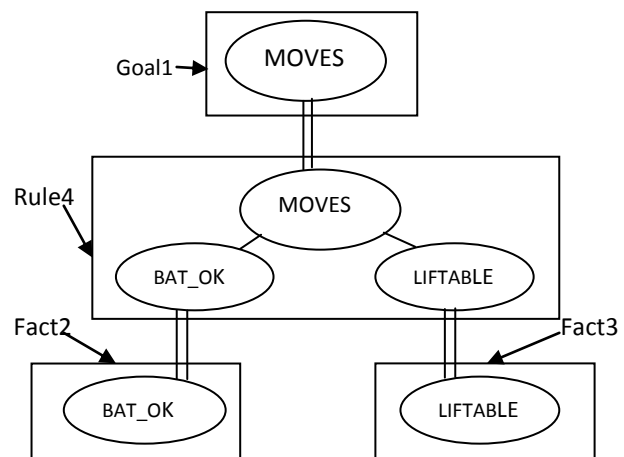 MOVES
Goal1
Rule4
MOVES
BAT_OK
LIFTABLE
Fact2
Fact3
BAT_OK
LIFTABLE